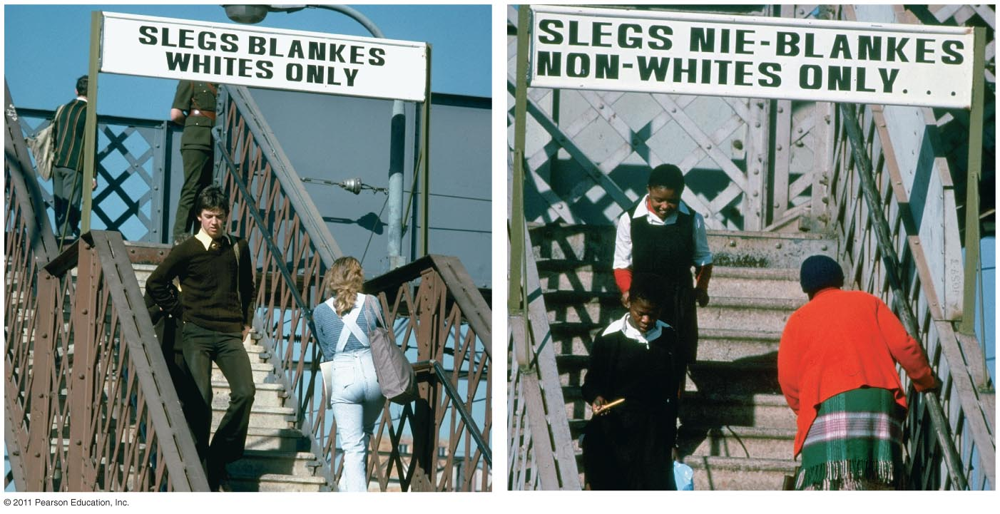 SLEGS BLANKES
WHITES ONLY
SLEGS NIE-BLANKES
NON-WHITES ONLY. . .
© 2011 Pearson Education, Inc.